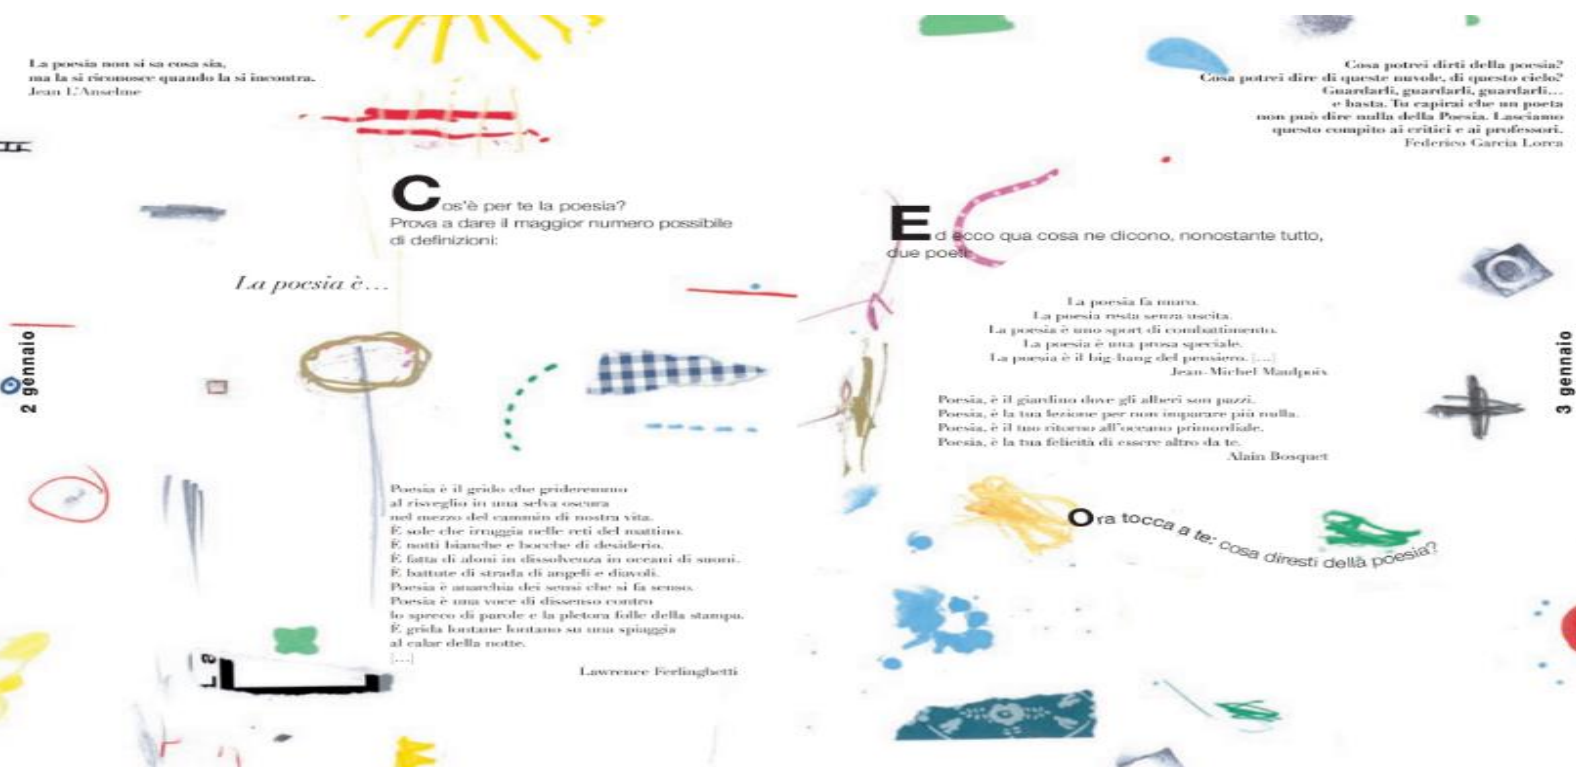 La poesia non si sa cosa sia,
ma la si riconosce quando la si incontra.
Jean L'Anselme
Cos'è per te la poesia?
Prova a dare il maggior numero possibile
di definizioni:
La poesia è…
2 gennaio
Poesia è il grido che grideremmo
al risveglio in una selva oscura
nel mezzo del cammin di nostra vita.
È sole che irraggia nelle reti del mattino.
È notti bianche e bocche di desiderio.
È fatta di aloni in dissolvenza in oceani di suoni.
È battute di strada di angeli e diavoli.
Poesia è anarchia dei sensi che si fa senso.
Poesia è una voce di dissenso contro
lo spreco di parole e la pletora folle della stampa.
È grida lontane lontano su una spiaggia
al calar della notte.
[…]
Lawrence Ferlinghetti
La
Cosa potrei dirti della poesia?
Cosa potrei dire di queste nuvole, di questo cielo?
Guardarli, guardarli, guardarli…
e basta. Tu capirai che un poeta
non può dire nulla della Poesia. Lasciamo
questo compito ai critici e ai professori.
Federico García Lorca
Ed ecco qua cosa ne dicono, nonostante tutto,
due poeti:
La poesia fa muro.
La poesia resta senza uscita.
La poesia è uno sport di combattimento.
La poesia è una prosa speciale.
La poesia è il big-bang del pensiero. […]
Jean-Michel Maulpoix
Poesia, è il giardino dove gli alberi son pazzi.
Poesia, è la tua lezione per non imparare più nulla.
Poesia, è il tuo ritorno all'oceano primordiale.
Poesia, è la tua felicità di essere altro da te.
Alain Bosquet
Ora tocca a te: cosa diresti della poesia?
3 gennaio